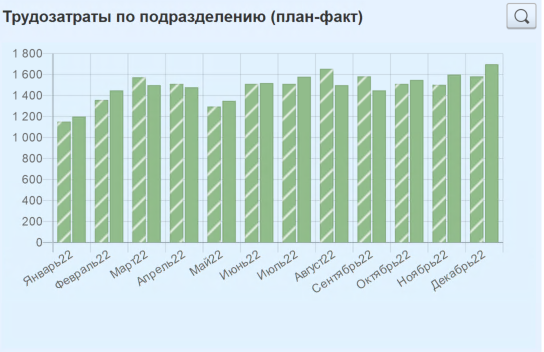 Трудозатраты по подразделению (план-факт)
1 800
1 600
1 400
1 200
1 000
800
600
400
200
0
Январь22
Февраль22
Март22
Апрель22
Май22
Июнь22
Июль22
Август22
Сентябрь22
Октябрь22
Ноябрь22
Декабрь22